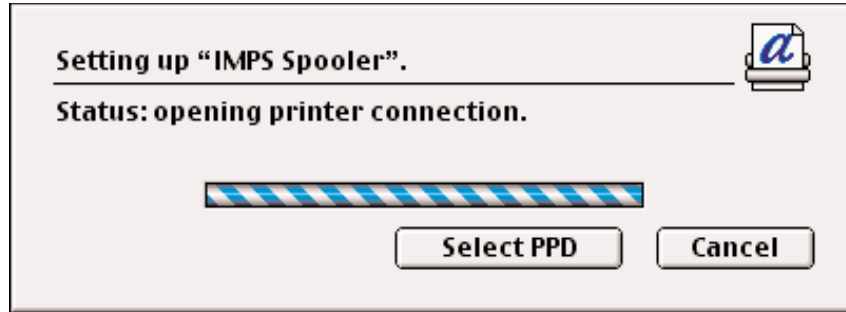 Setting up “IMPS Spooler”.
a
Status: opening printer connection.
Select PPD
Cancel